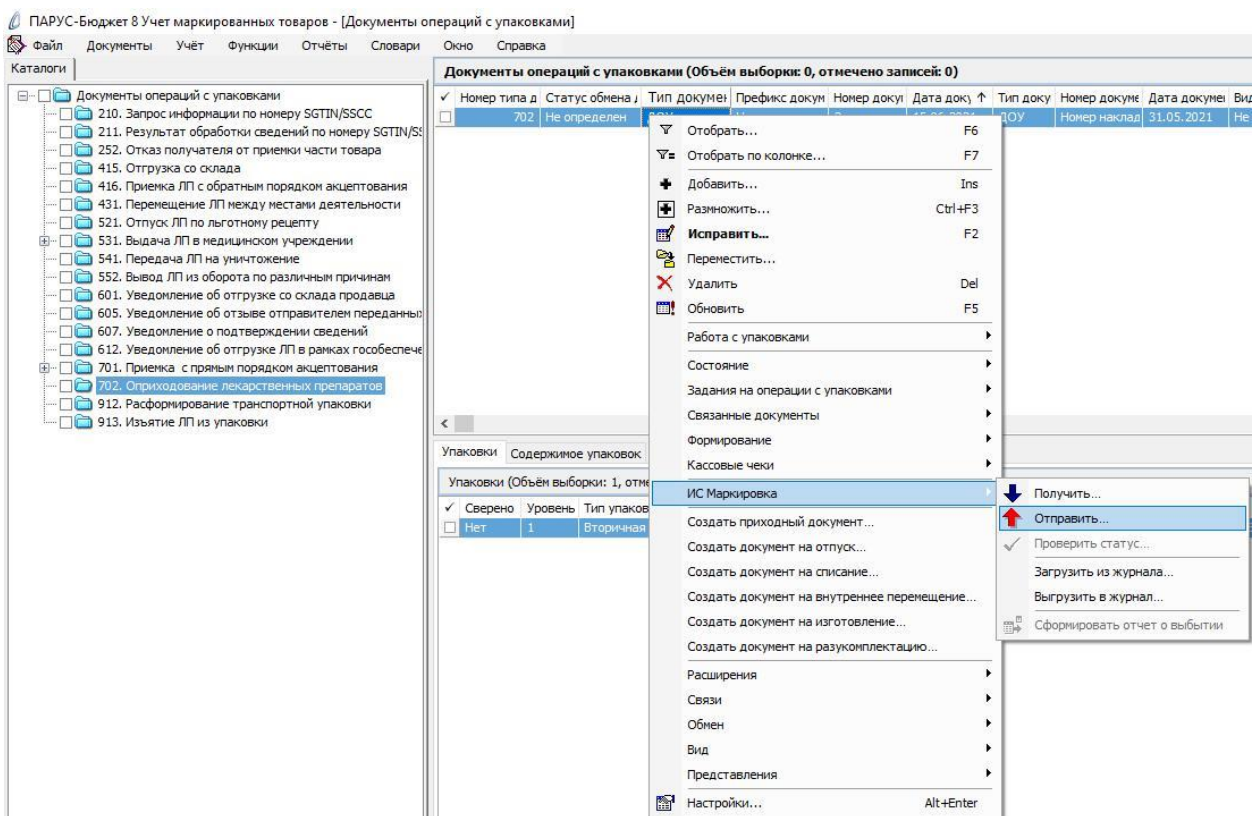 ПАРУС-Бюджет 8 Учет маркированных товаров - [Документы операций с упаковками]
Файл Документы Учёт Функции Отчёты Словари Окно Справка
Каталоги
Документы операций с упаковками
210. Запрос информации по номеру SGTIN/SSCC
211. Результат обработки сведений по номеру SGTIN/S
252. Отказ получателя от приемки части товара
415. Отгрузка со склада
416. Приемка ЛП с обратным порядком акцептования
431. Перемещение ЛП между местами деятельности
521. Отпуск ЛП по льготному рецепту
531. Выдача ЛП в медицинском учреждении
541. Передача ЛП на уничтожение
552. Вывод ЛП из оборота по различным причинам
601. Уведомление об отгрузке со склада продавца
605. Уведомление об отзыве отправителем переданны
607. Уведомление о подтверждении сведений
612. Уведомление об отгрузке ЛП в рамках гособеспече
701. Приемка с прямым порядком акцептования
702. Оприходование лекарственных препаратов
912. Расформирование транспортной упаковки
913. Изъятие ЛП из упаковки
Документы операций с упаковками (Объём выборки: 0, отмечено записей: 0)
Номер типа д Статус обмена Тип докумен Префикс докум Номер доку Дата док Тип доку Номер докуме Дата докумен Вид
702 Не определен ДОУ Номер наклад 31.05.2021 Не
Отобрать... F6
Отобрать по колонке... F7
Добавить... Ins
Размножить... Ctrl+F3
Исправить... F2
Переместить...
Удалить Del
Обновить F5
Работа с упаковками
Состояние
Задания на операции с упаковками
Связанные документы
Формирование
Кассовые чеки
ИС Маркировка
Создать приходный документ...
Создать документ на отпуск...
Создать документ на списание...
Создать документ на внутреннее перемещение...
Создать документ на изготовление...
Создать документ на разукомплектацию...
Расширения
Связи
Обмен
Вид
Представления
Настройки... Alt+Enter
Получить...
Отправить...
Проверить статус...
Загрузить из журнала...
Выгрузить в журнал...
Сформировать отчет о выбытии
Упаковки Содержимое упаковок
Упаковки (Объём выборки: 1, отм
Сверено Уровень Тип упаков
Нет 1 Вторичная